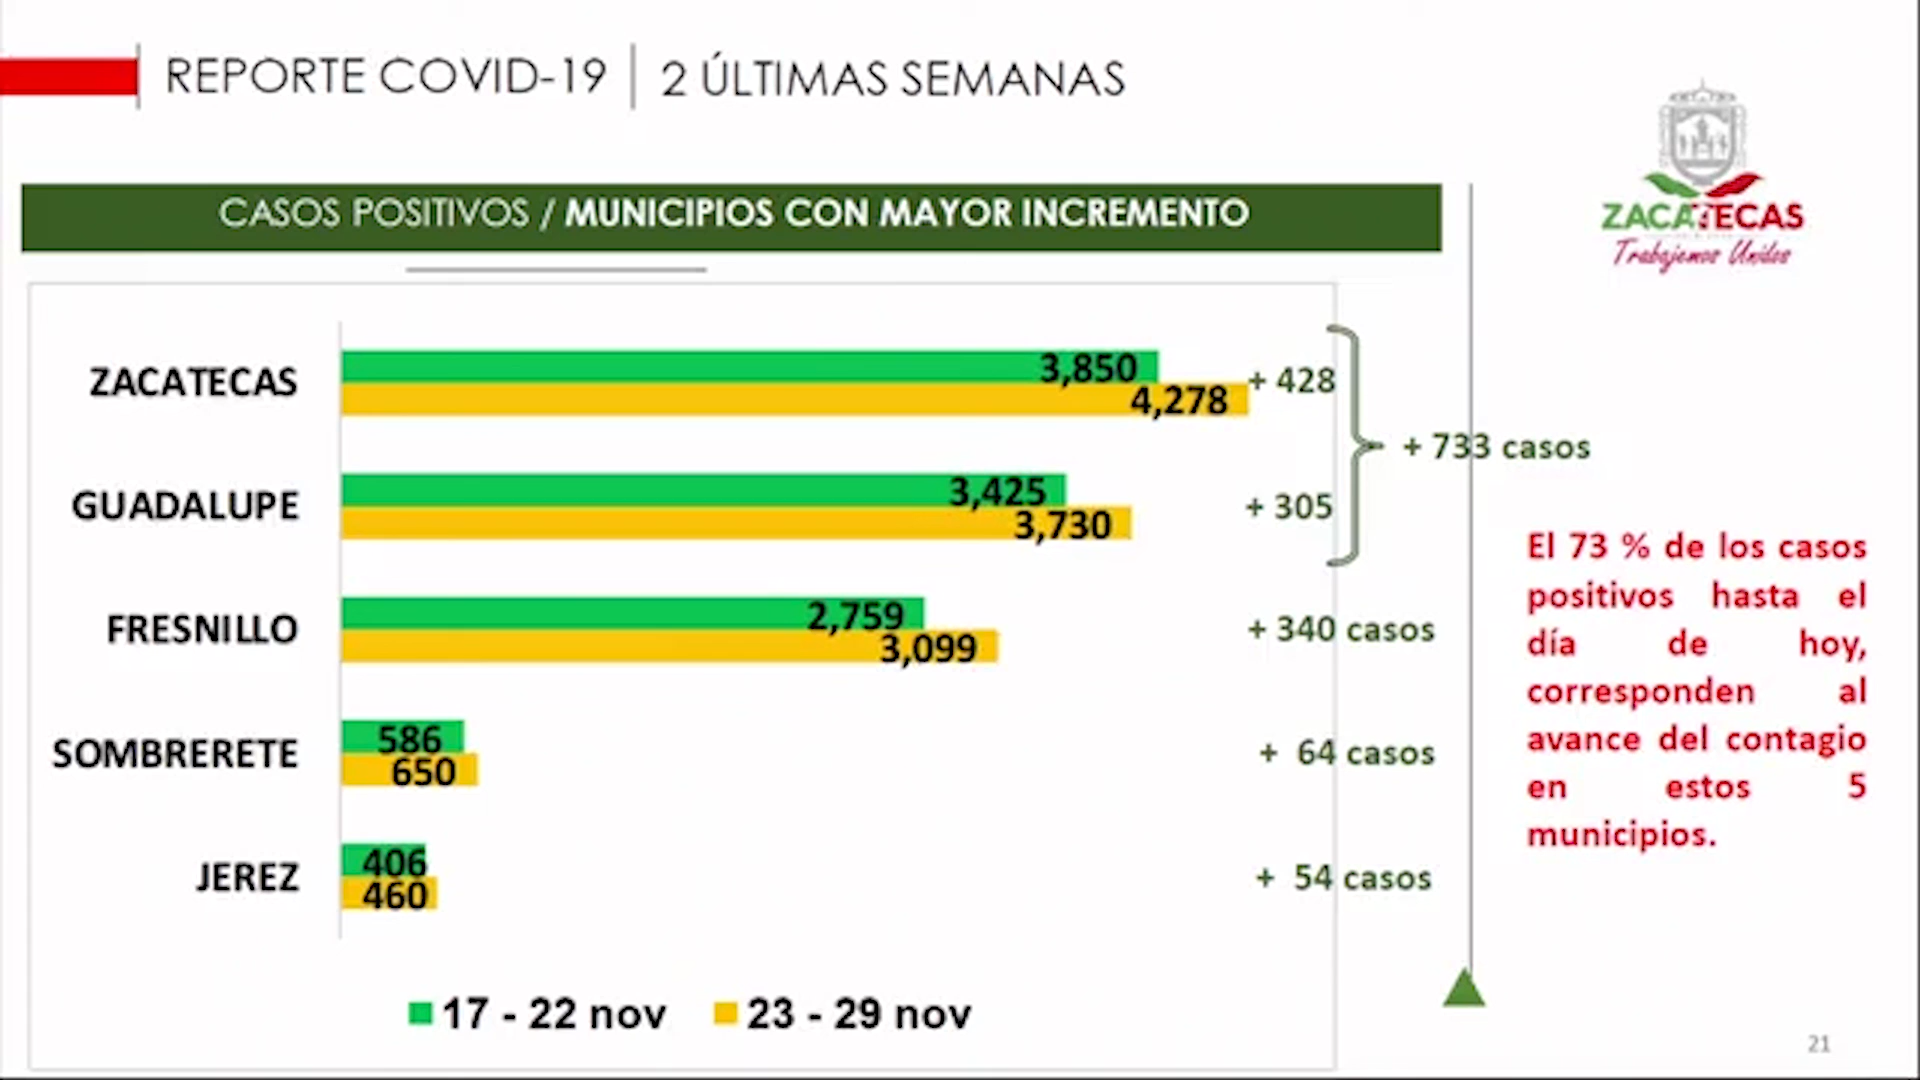 REPORTE COVID-19 | 2 ÚLTIMAS SEMANAS
ZACATECAS
Trabajemos Unidos
CASOS POSITIVOS / MUNICIPIOS CON MAYOR INCREMENTO
ZACATECAS
3,850
4,278
+ 428
GUADALUPE
3,425
3,730
+ 305
+ 733 casos
FRESNILLO
2,759
3,099
+ 340 casos
SOMBRERETE
586
650
+ 64 casos
JEREZ
406
460
+ 54 casos
17 - 22 nov
23 - 29 nov
El 73 % de los casos
positivos hasta el
día de hoy,
corresponden al
avance del contagio
en estos 5
municipios.
21